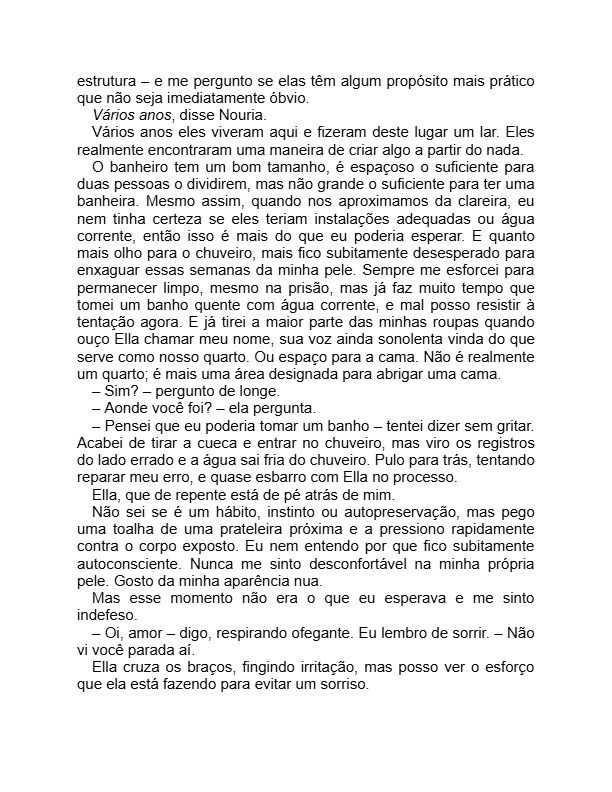 estrutura – e me pergunto se elas têm algum propósito mais prático
que não seja imediatamente óbvio.
Vários anos, disse Nouria.
Vários anos eles viveram aqui e fizeram deste lugar um lar. Eles
realmente encontraram uma maneira de criar algo a partir do nada.
O banheiro tem um bom tamanho, é espaçoso o suficiente para
duas pessoas o dividirem, mas não grande o suficiente para ter uma
banheira. Mesmo assim, quando nos aproximamos da clareira, eu
nem tinha certeza se eles teriam instalações adequadas ou água
corrente, então isso é mais do que eu poderia esperar. E quanto
mais olho para o chuveiro, mais fico subitamente desesperado para
enxaguar essas semanas da minha pele. Sempre me esforcei para
permanecer limpo, mesmo na prisão, mas já faz muito tempo que
tomei um banho quente com água corrente, e mal posso resistir à
tentação agora. E já tirei a maior parte das minhas roupas quando
ouço Ella chamar meu nome, sua voz ainda sonolenta vinda do que
serve como nosso quarto. Ou espaço para a cama. Não é realmente
um quarto; é mais uma área designada para abrigar uma cama.
– Sim? – pergunto de longe.
– Aonde você foi? – ela pergunta.
– Pensei que eu poderia tomar um banho – tentei dizer sem gritar.
Acabei de tirar a cueca e entrar no chuveiro, mas viro os registros
do lado errado e a água sai fria do chuveiro. Pulo para trás, tentando
reparar meu erro, e quase esbarro com Ella no processo.
Ella, que de repente está de pé atrás de mim.
Não sei se é um hábito, instinto ou autopreservação, mas pego
uma toalha de uma prateleira próxima e a pressiono rapidamente
contra o corpo exposto. Eu nem entendo por que fico subitamente
autoconsciente. Nunca me sinto desconfortável na minha própria
pele. Gosto da minha aparência nua.
Mas esse momento não era o que eu esperava e me sinto
indefeso.
– Oi, amor – digo, respirando ofegante. Eu lembro de sorrir. – Não
vi você parada aí.
Ella cruza os braços, fingindo irritação, mas posso ver o esforço
que ela está fazendo para evitar um sorriso.